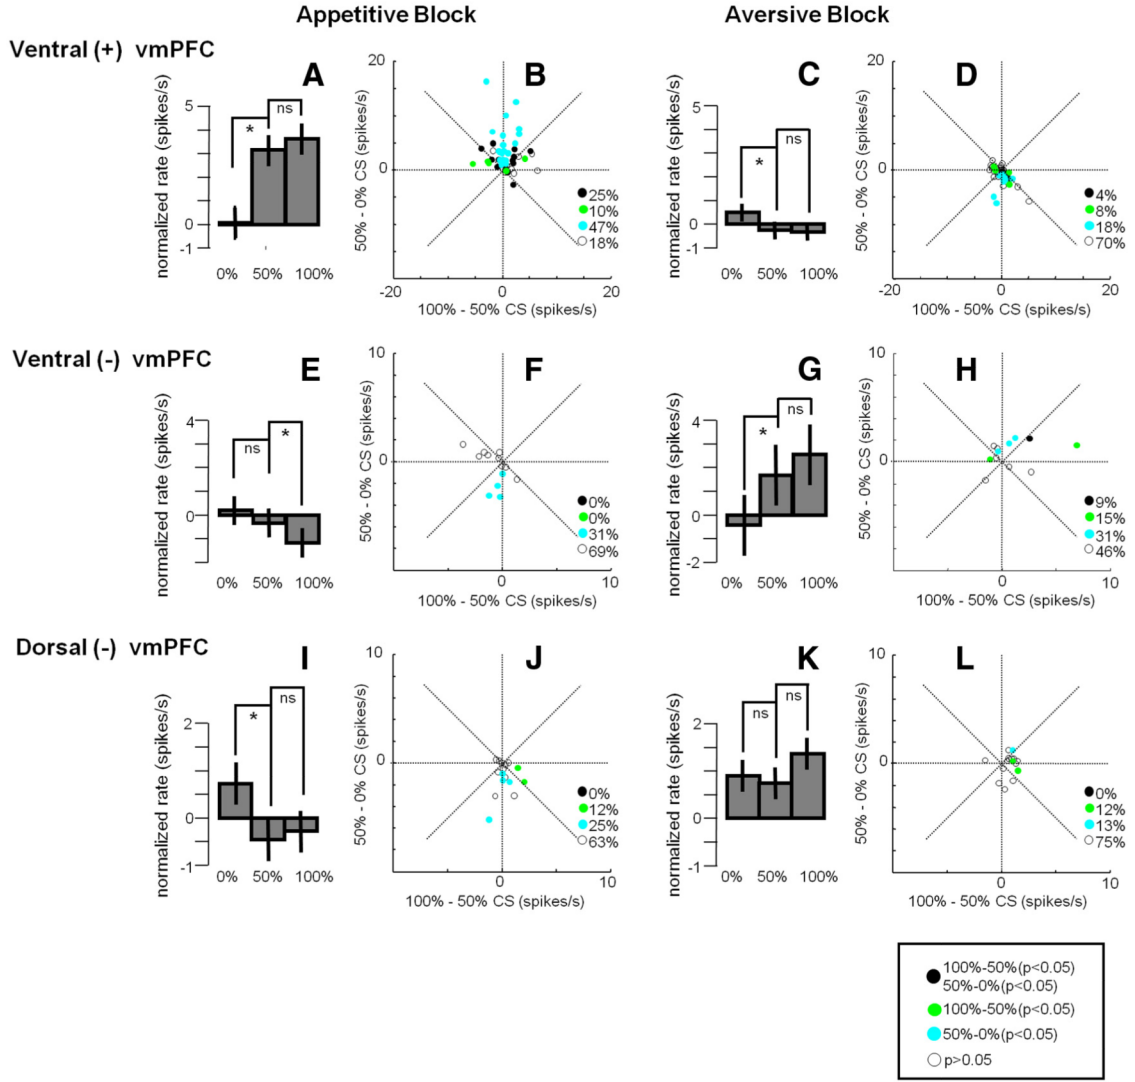 Appetitive Block
Aversive Block
Ventral (+) vmPFC
A
normalized rate (spikes/s)
5
0
-1
*
ns
0% 50% 100%
B
50% - 0% CS (spikes/s)
20
0
-20 0 20
100% - 50% CS (spikes/s)
25%
10%
47%
18%
C
normalized rate (spikes/s)
5
0
-1
*
ns
0% 50% 100%
D
50% - 0% CS (spikes/s)
20
0
-20 0 20
100% - 50% CS (spikes/s)
4%
8%
18%
70%
Ventral (-) vmPFC
E
normalized rate (spikes/s)
4
0
ns
*
0% 50% 100%
F
50% - 0% CS (spikes/s)
10
0
0 10
100% - 50% CS (spikes/s)
0%
0%
31%
69%
G
normalized rate (spikes/s)
4
0
-2
*
ns
0% 50% 100%
H
50% - 0% CS (spikes/s)
10
0
0 10
100% - 50% CS (spikes/s)
9%
15%
31%
46%
Dorsal (-) vmPFC
I
normalized rate (spikes/s)
2
0
-1
*
ns
0% 50% 100%
J
50% - 0% CS (spikes/s)
10
0
0 10
100% - 50% CS (spikes/s)
0%
12%
25%
63%
K
normalized rate (spikes/s)
2
0
-1
ns
ns
0% 50% 100%
L
50% - 0% CS (spikes/s)
10
0
0 10
100% - 50% CS (spikes/s)
0%
12%
13%
75%
100%-50%(p<0.05)
50%-0%(p<0.05)
100%-50%(p<0.05)
50%-0%(p<0.05)
p>0.05